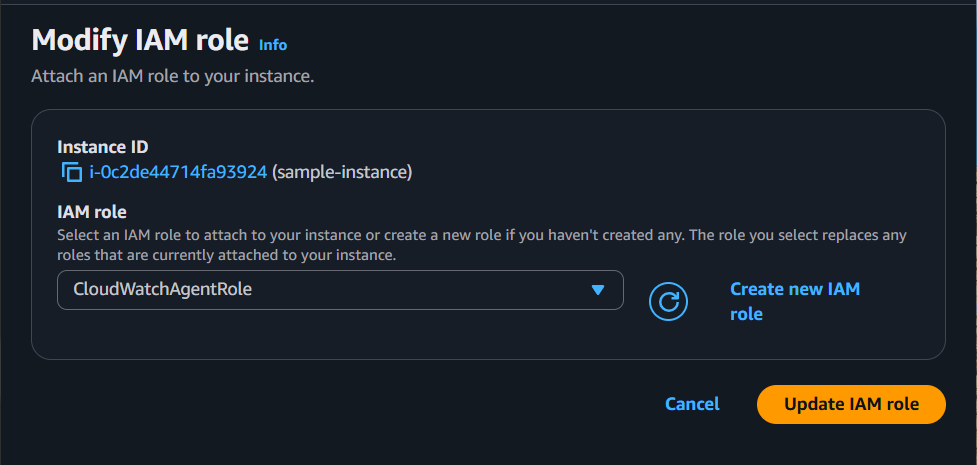 Modify IAM role Info
Attach an IAM role to your instance.
Instance ID
i-0c2de44714fa93924 (sample-instance)
IAM role
Select an IAM role to attach to your instance or create a new role if you haven't created any. The role you select replaces any
roles that are currently attached to your instance.
CloudWatchAgentRole
Create new IAM
role
Cancel
Update IAM role